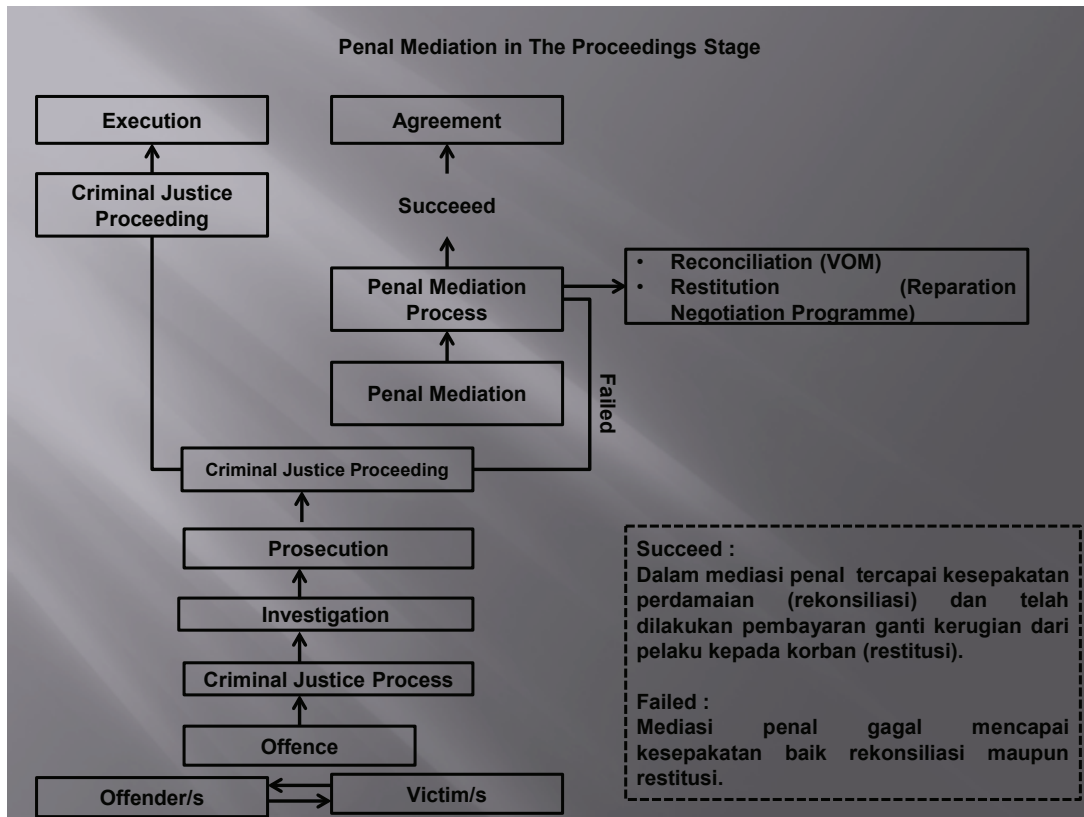 Penal Mediation in The Proceedings Stage
Execution
Agreement
Criminal Justice
Proceeding
Succeeed
Penal Mediation
Process
• Reconciliation (VOM)
• Restitution (Reparation
Negotiation Programme)
Penal Mediation
Failed
Criminal Justice Proceeding
Prosecution
Investigation
Criminal Justice Process
Offence
Offender/s
Victim/s
Succeed :
Dalam mediasi penal tercapai kesepakatan
perdamaian (rekonsiliasi) dan telah
dilakukan pembayaran ganti kerugian dari
pelaku kepada korban (restitusi).
Failed :
Mediasi penal gagal mencapai
kesepakatan baik rekonsiliasi maupun
restitusi.